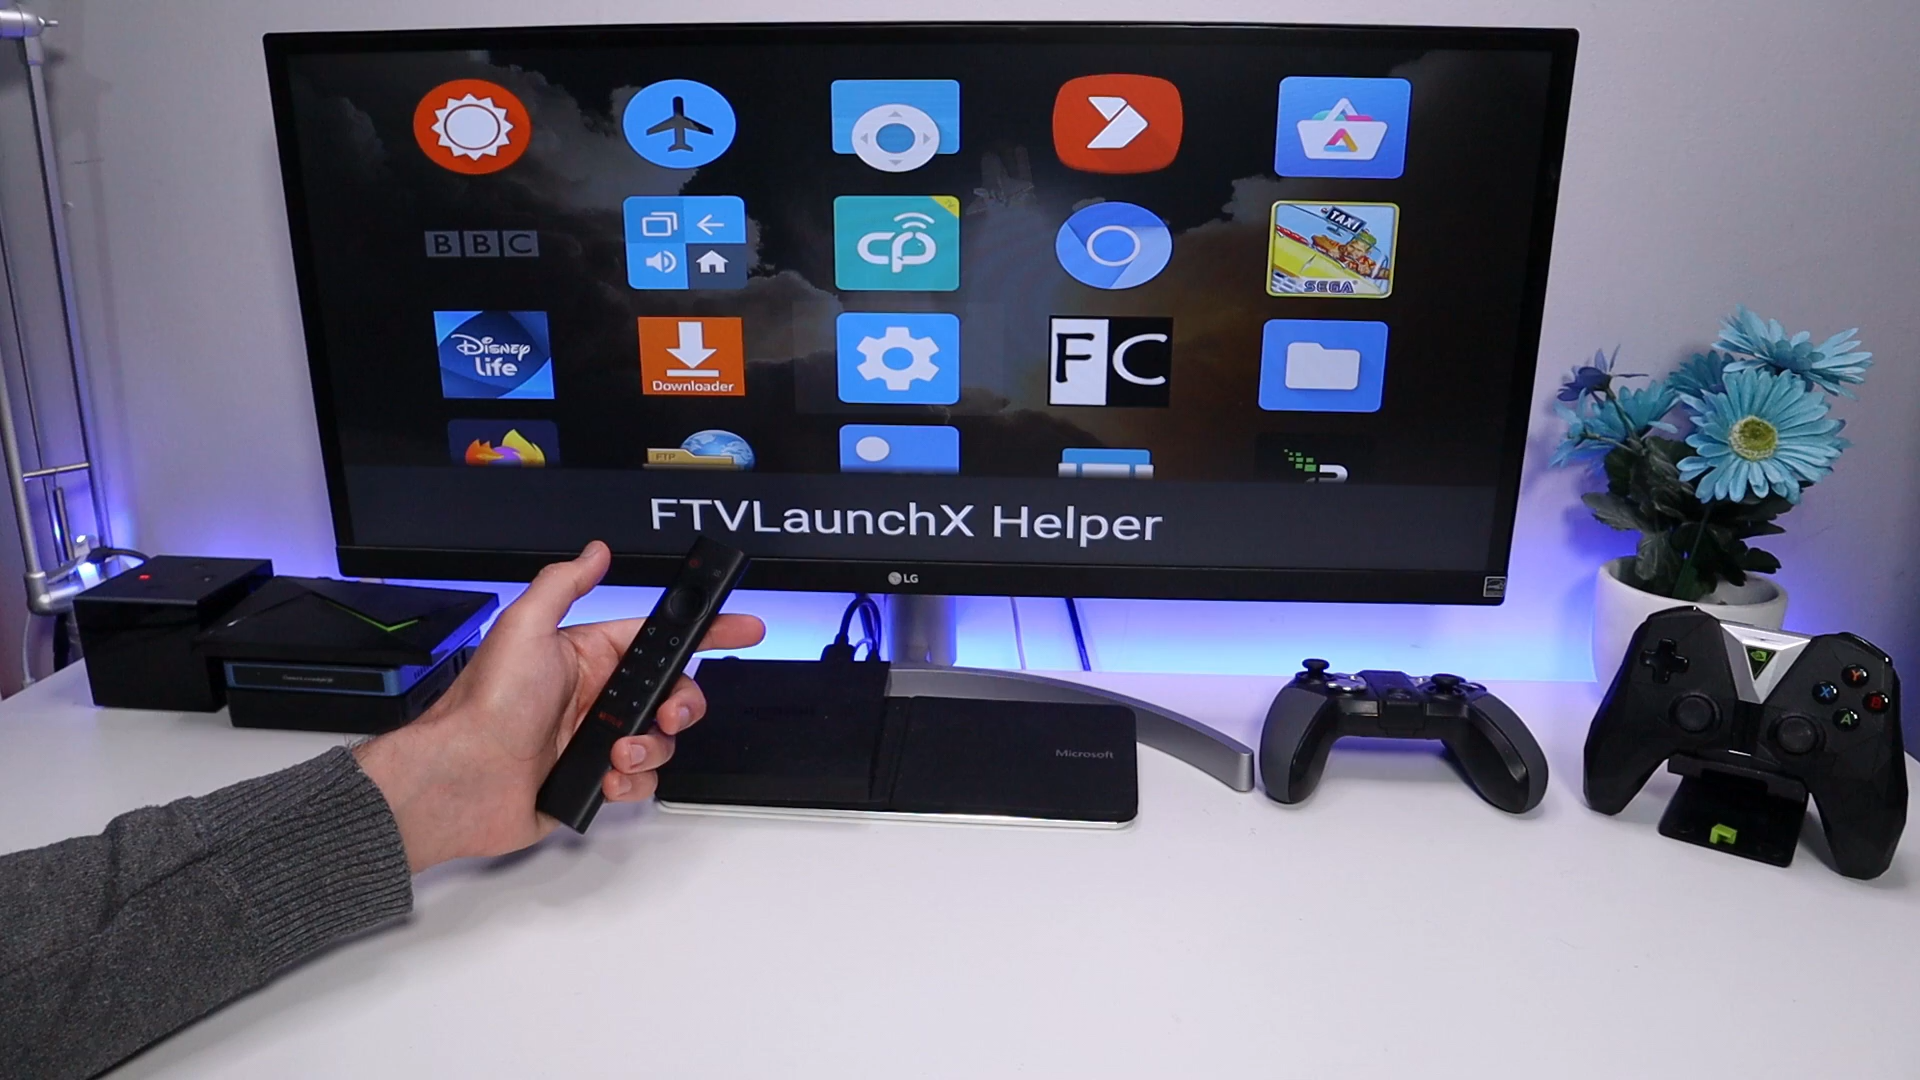 BBC
TAXI
SEGA
Disney
life
Downloader
FC
FTP
FTVLaunchX Helper
LG
Microsoft
Y
X
B
A